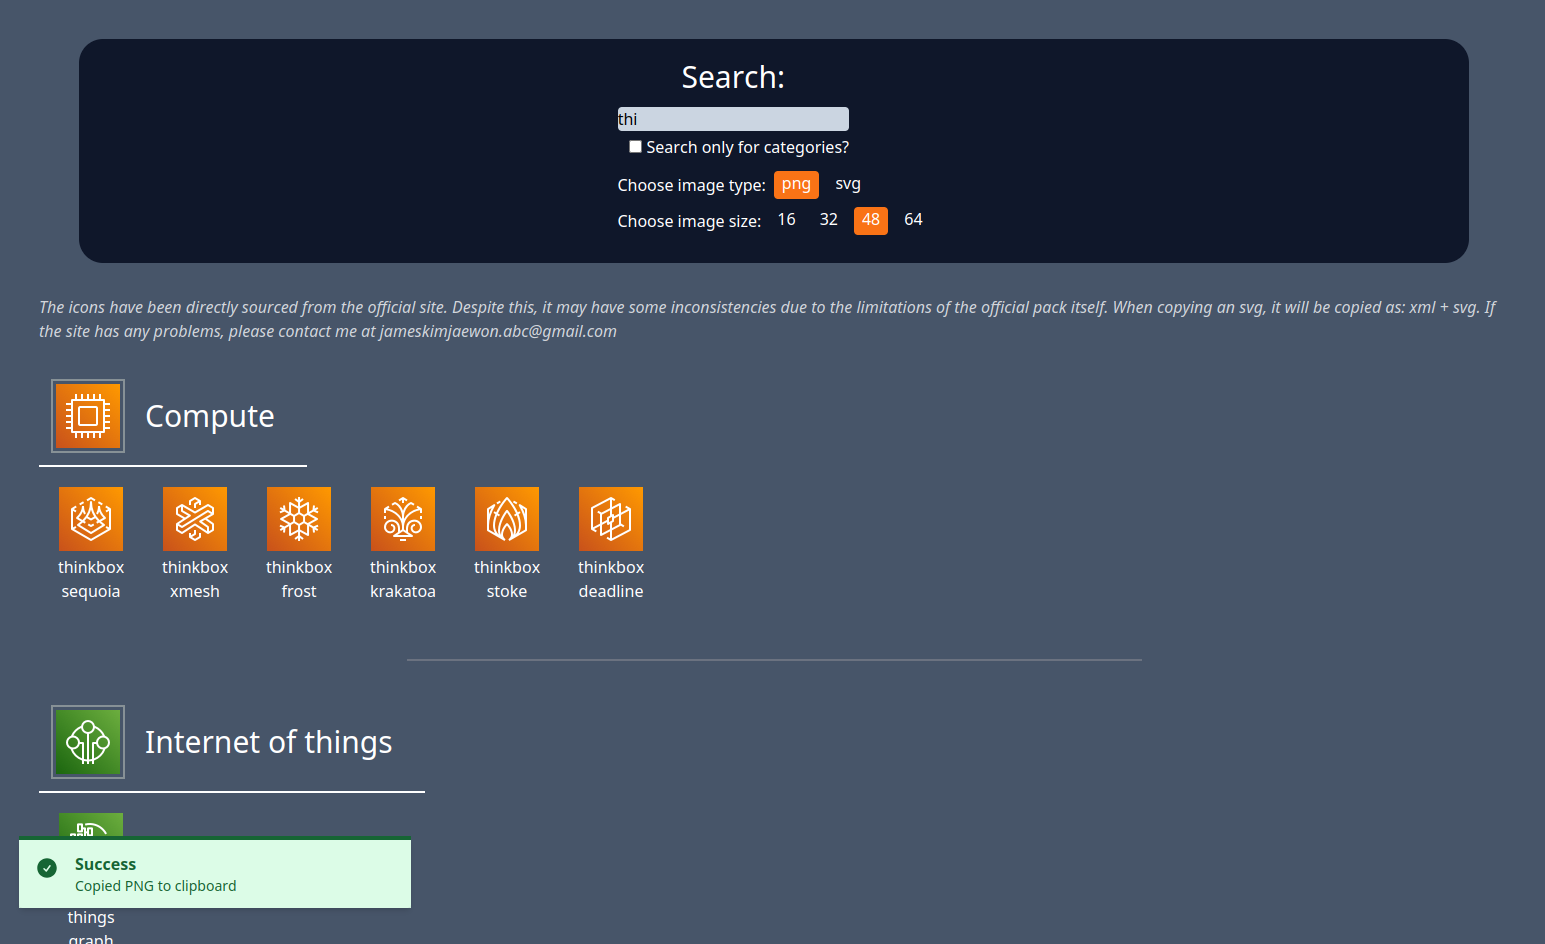 Search:
thi
Search only for categories?
Choose image type: png svg
Choose image size: 16 32 48 64
The icons have been directly sourced from the official site. Despite this, it may have some inconsistencies due to the limitations of the official pack itself. When copying an svg, it will be copied as: xml + svg. If
the site has any problems, please contact me at jameskimjaewon.abc@gmail.com
Compute
thinkbox sequoia
thinkbox xmesh
thinkbox frost
thinkbox krakatoa
thinkbox stoke
thinkbox deadline
Internet of things
Success
Copied PNG to clipboard
things
graph